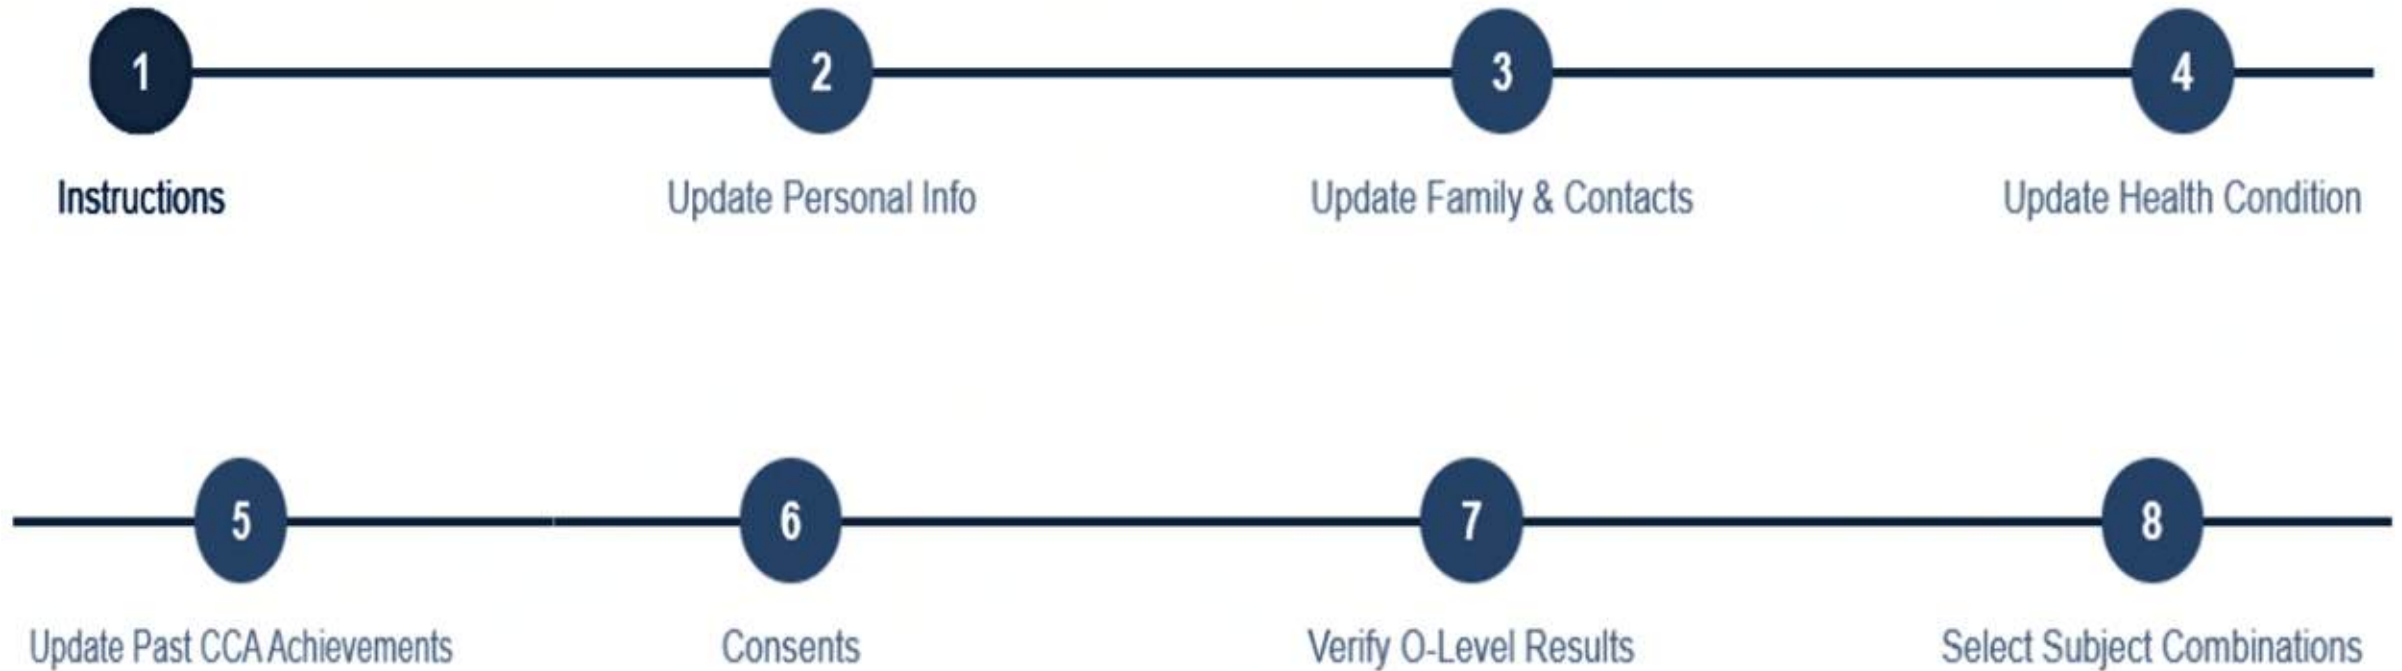 1 2 3 4
Instructions Update Personal Info Update Family & Contacts Update Health Condition
5 6 7 8
Update Past CCA Achievements Consents Verify O-Level Results Select Subject Combinations